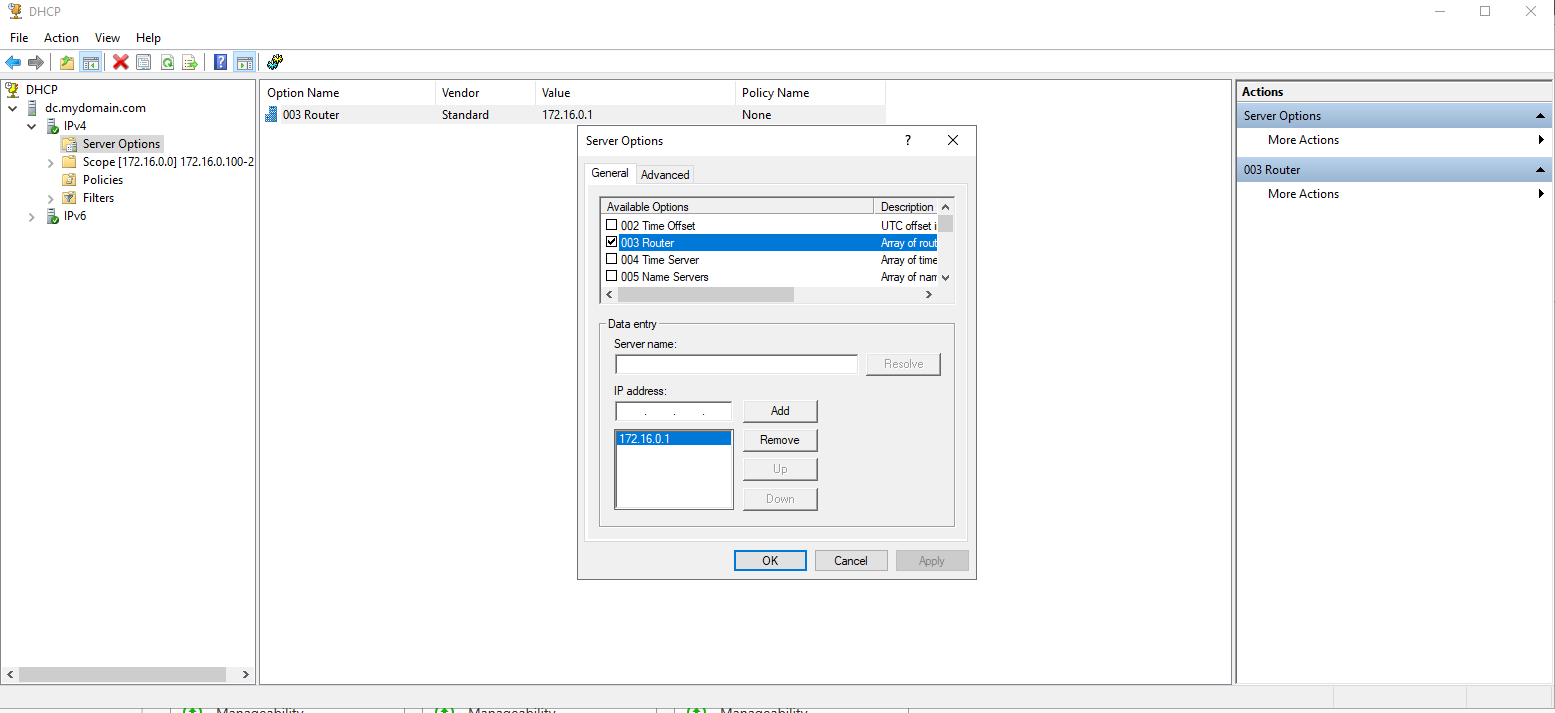 DHCP
File Action View Help
DHCP
dc.mydomain.com
IPv4
Server Options
Scope [172.16.0.0] 172.16.0.100-2
Policies
Filters
IPv6
Option Name Vendor Value Policy Name
003 Router Standard 172.16.0.1 None
Server Options ?
General Advanced
Available Options Description
002 Time Offset UTC offset i
003 Router Array of rout
004 Time Server Array of time
005 Name Servers Array of nam
Data entry
Server name:
Resolve
IP address:
. . . Add
172.16.0.1 Remove
Up
Down
OK Cancel Apply
Actions
Server Options
More Actions
003 Router
More Actions
Manageability Manageability Manageability